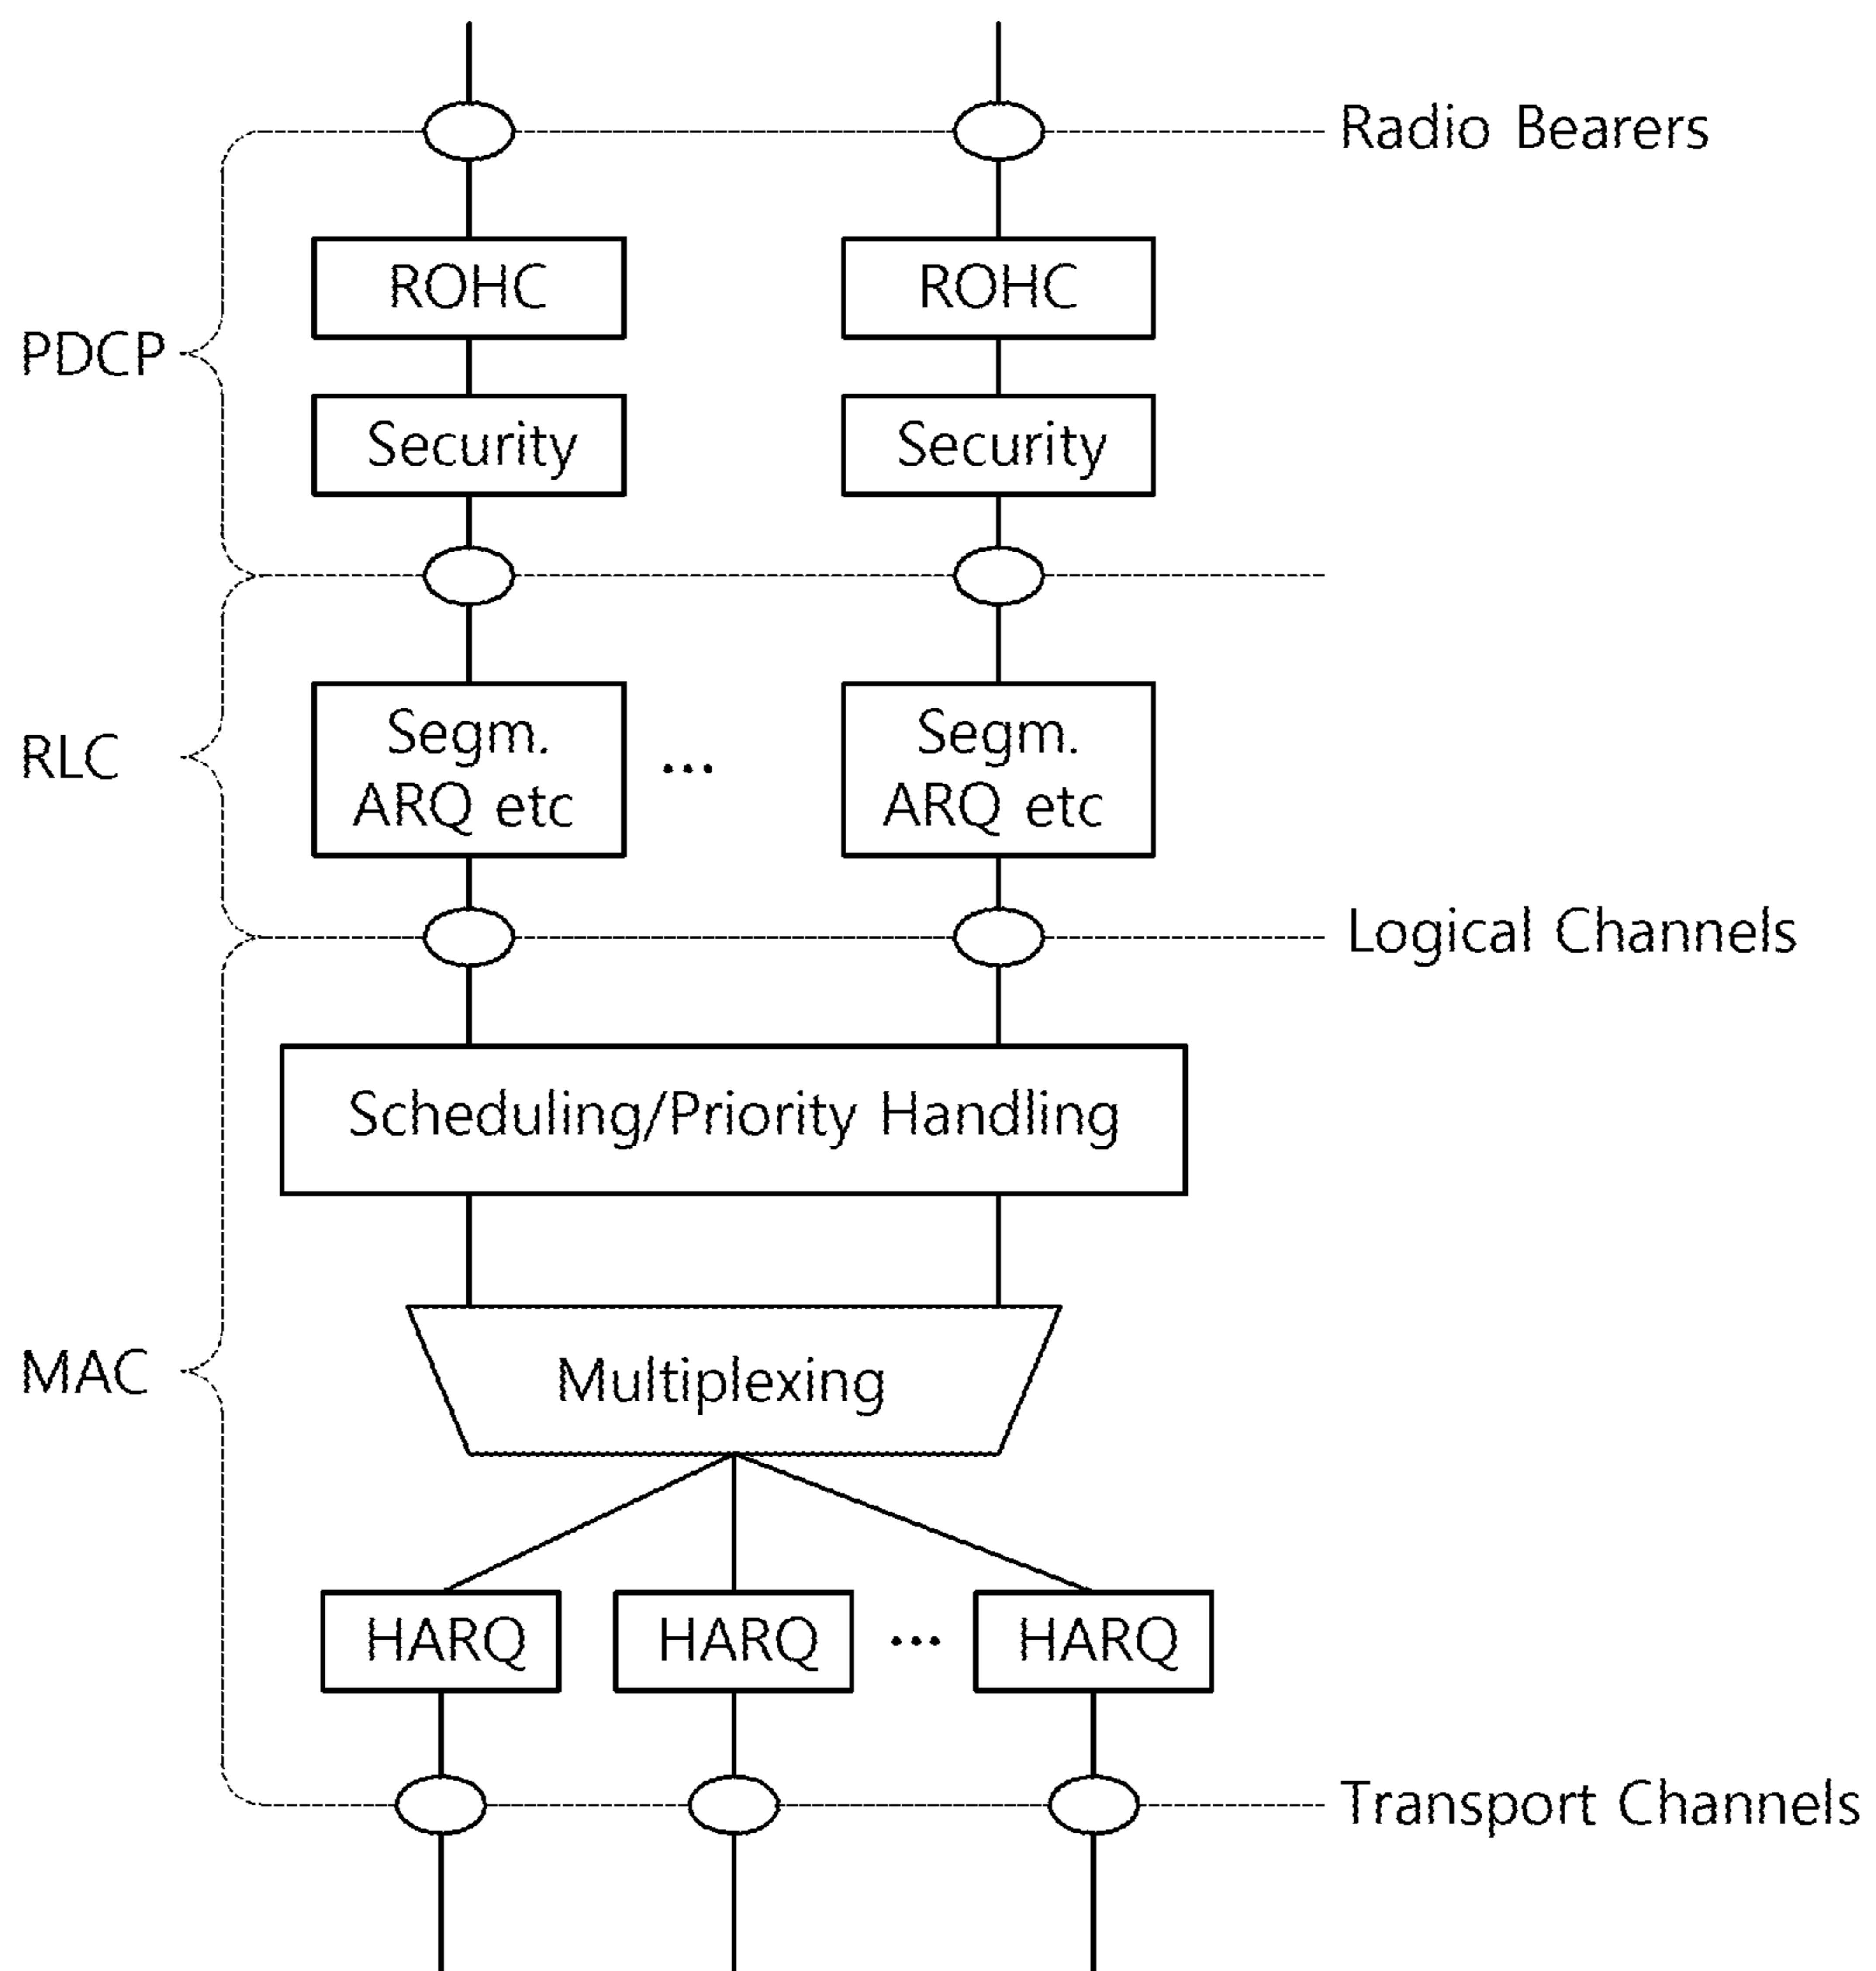 Radio Bearers
ROHC
ROHC
PDCP
Security
Security
Segm.
ARQ etc
...
Segm.
ARQ etc
RLC
Logical Channels
Scheduling/Priority Handling
MAC
Multiplexing
HARQ
HARQ
...
HARQ
Transport Channels